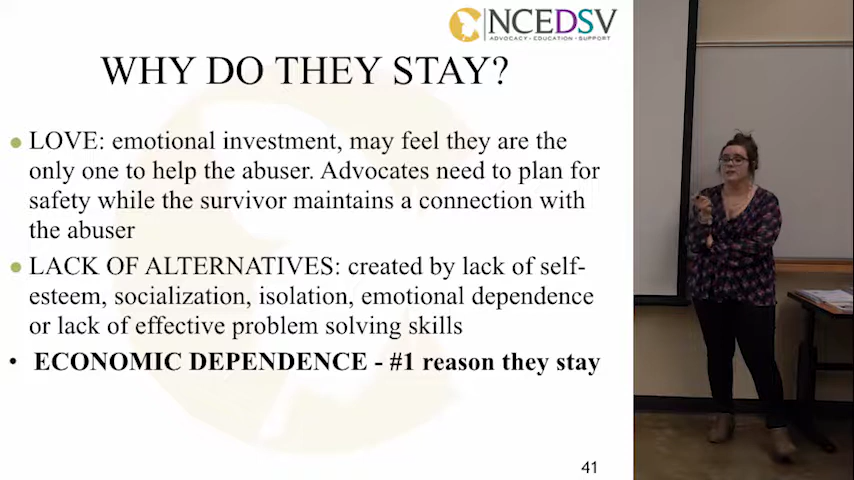 NCEDSV
ADVOCACY • EDUCATION • SUPPORT
WHY DO THEY STAY?
• LOVE: emotional investment, may feel they are the
only one to help the abuser. Advocates need to plan for
safety while the survivor maintains a connection with
the abuser
• LACK OF ALTERNATIVES: created by lack of self-
esteem, socialization, isolation, emotional dependence
or lack of effective problem solving skills
• ECONOMIC DEPENDENCE - #1 reason they stay
41